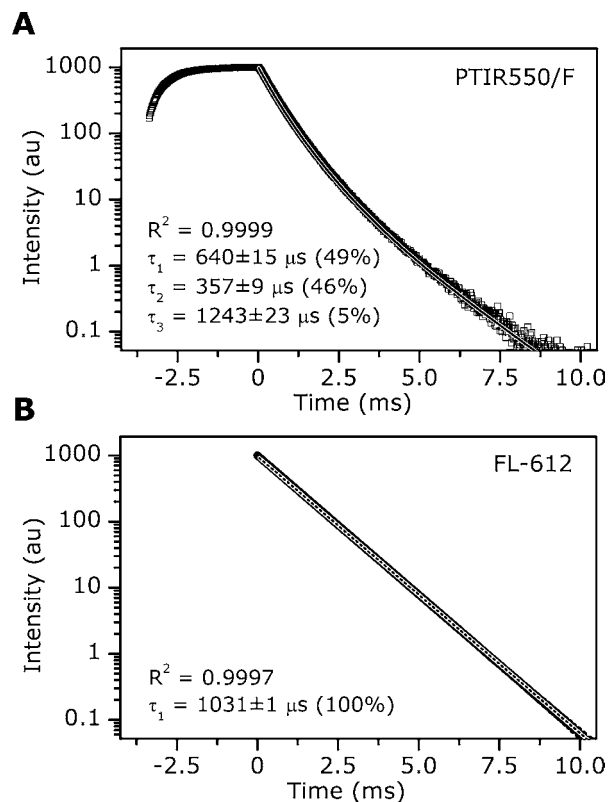 A
PTIR550/F
1000
100
10
1
0.1
Intensity (au)
R² = 0.9999
τ₁ = 640±15 μs (49%)
τ₂ = 357±9 μs (46%)
τ₃ = 1243±23 μs (5%)
-2.5 0 2.5 5.0 7.5 10.0
Time (ms)
B
FL-612
1000
100
10
1
0.1
Intensity (au)
R² = 0.9997
τ₁ = 1031±1 μs (100%)
-2.5 0 2.5 5.0 7.5 10.0
Time (ms)